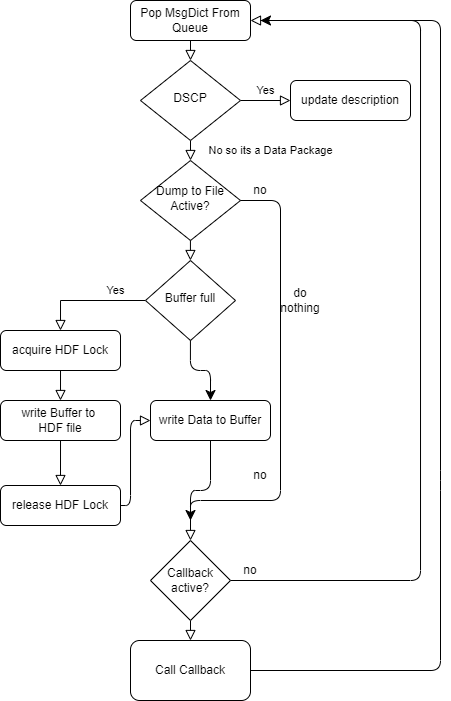 Pop MsgDict From
Queue
DSCP
Yes
update description
No so its a Data Package
Dump to File
Active?
no
Buffer full
Yes
do
nothing
acquire HDF Lock
write Buffer to
HDF file
write Data to Buffer
release HDF Lock
no
Callback
active?
no
Call Callback